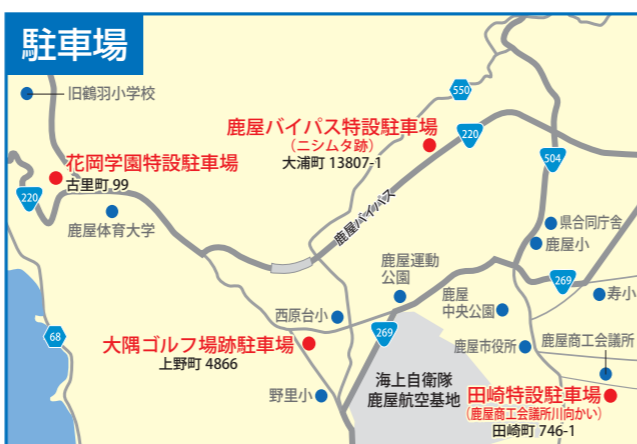 駐車場
旧鶴羽小学校
550
鹿屋バイパス特設駐車場
(ニシムタ跡)
大浦町 13807-1
220
504
花岡学園特設駐車場
古里町 99
220
鹿屋体育大学
鹿屋バイパス
県合同庁舎
鹿屋小
鹿屋運動
公園
269
寿小
鹿屋
中央公園
西原台小
68
269
大隅ゴルフ場跡駐車場
上野町 4866
鹿屋市役所
鹿屋商工会議所
海上自衛隊
鹿屋航空基地
野里小
田崎特設駐車場
(鹿屋商工会議所川向かい)
田崎町 746-1